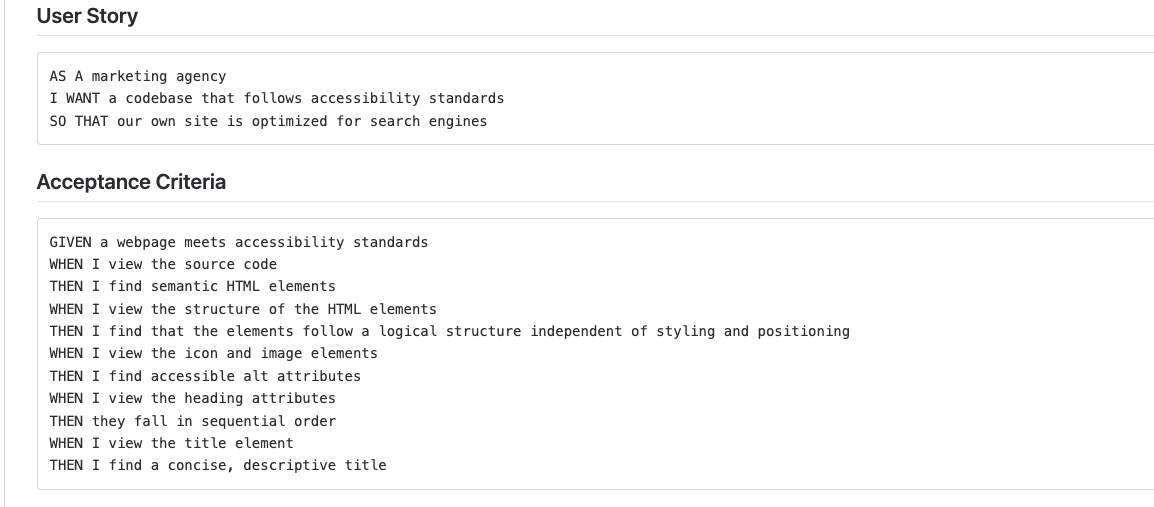 User Story
AS A marketing agency
I WANT a codebase that follows accessibility standards
SO THAT our own site is optimized for search engines
Acceptance Criteria
GIVEN a webpage meets accessibility standards
WHEN I view the source code
THEN I find semantic HTML elements
WHEN I view the structure of the HTML elements
THEN I find that the elements follow a logical structure independent of styling and positioning
WHEN I view the icon and image elements
THEN I find accessible alt attributes
WHEN I view the heading attributes
THEN they fall in sequential order
WHEN I view the title element
THEN I find a concise, descriptive title